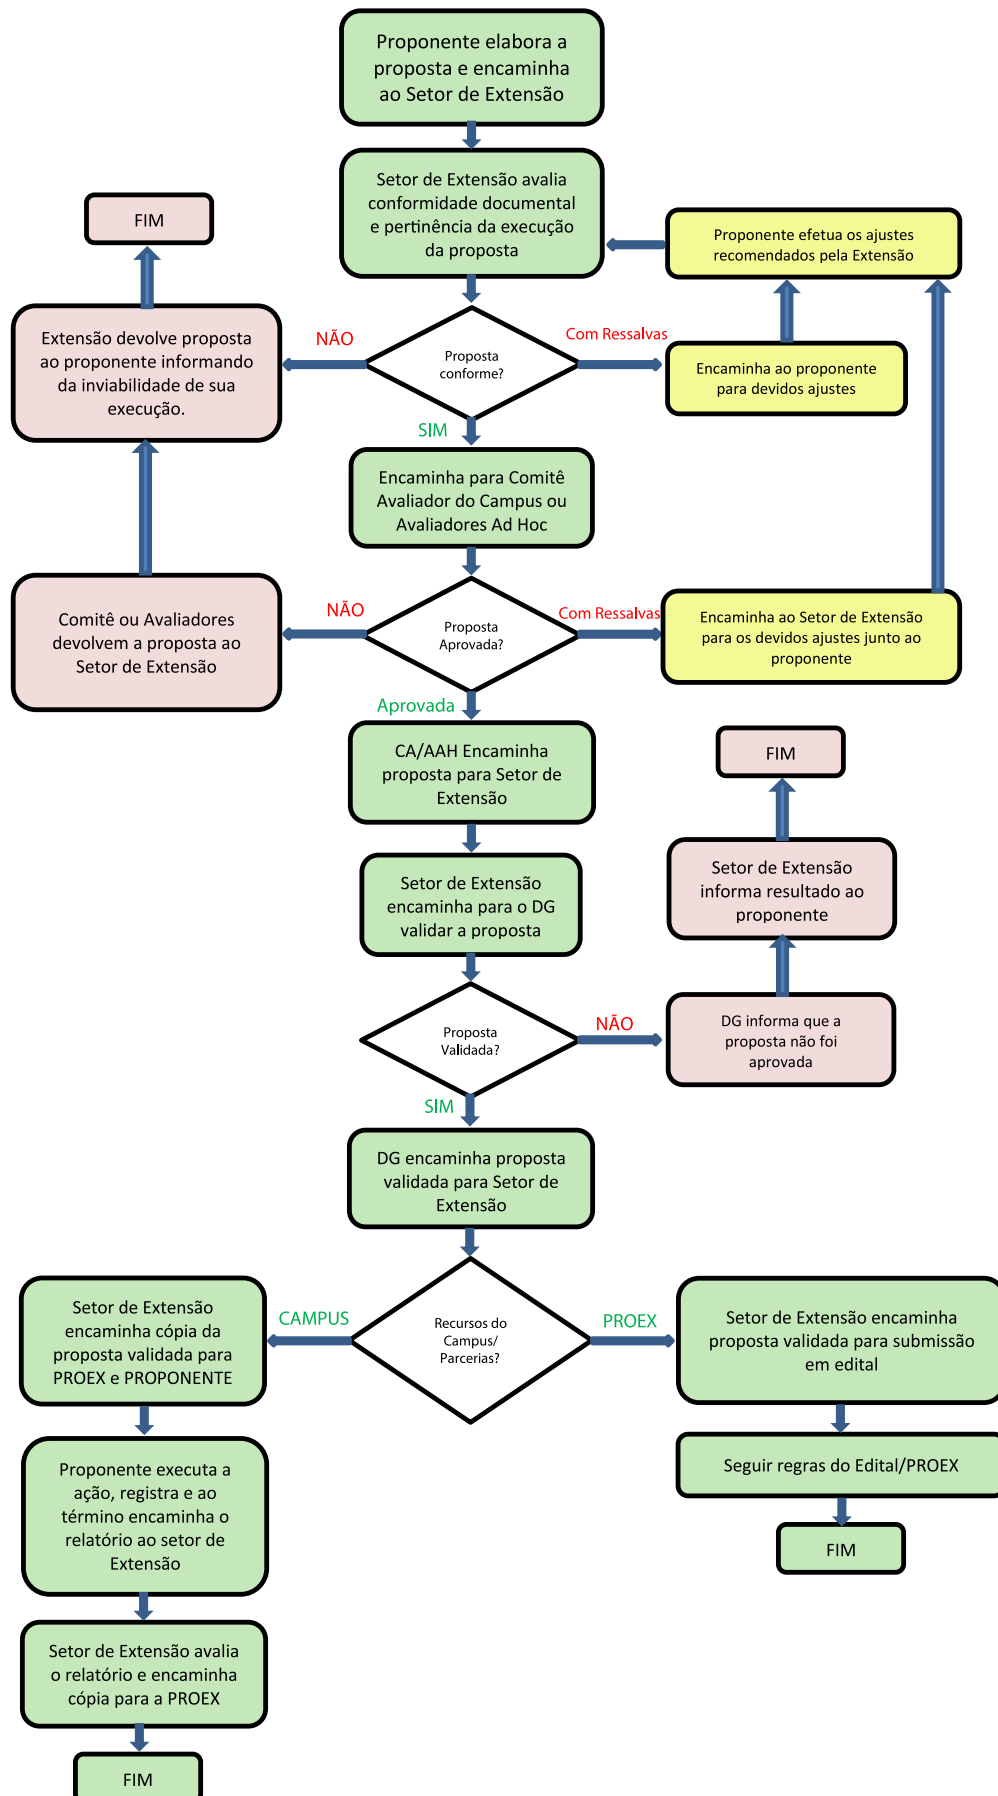 Proponente elabora a
proposta e encaminha
ao Setor de Extensão
Setor de Extensão avalia
conformidade documental
e pertinência da execução
da proposta
FIM
Proponente efetua os ajustes
recomendados pela Extensão
Extensão devolve proposta
ao proponente informando
da inviabilidade de sua
execução.
NÃO
Proposta
conforme?
Com Ressalvas
Encaminha ao proponente
para devidos ajustes
SIM
Encaminha para Comitê
Avaliador do Campus ou
Avaliadores Ad Hoc
Comitê ou Avaliadores
devolvem a proposta ao
Setor de Extensão
NÃO
Proposta
Aprovada?
Com Ressalvas
Encaminha ao Setor de Extensão
para os devidos ajustes junto ao
proponente
Aprovada
CA/AAH Encaminha
proposta para Setor de
Extensão
FIM
Setor de Extensão
encaminha para o DG
validar a proposta
Setor de Extensão
informa resultado ao
proponente
Proposta
Validada?
NÃO
DG informa que a
proposta não foi
aprovada
SIM
DG encaminha proposta
validada para Setor de
Extensão
Setor de Extensão
encaminha cópia da
proposta validada para
PROEX e PROPONENTE
CAMPUS
Recursos do
Campus/
Parcerias?
PROEX
Setor de Extensão encaminha
proposta validada para submissão
em edital
Proponente executa a
ação, registra e ao
término encaminha o
relatório ao setor de
Extensão
Seguir regras do Edital/PROEX
FIM
Setor de Extensão avalia
o relatório e encaminha
cópia para a PROEX
FIM